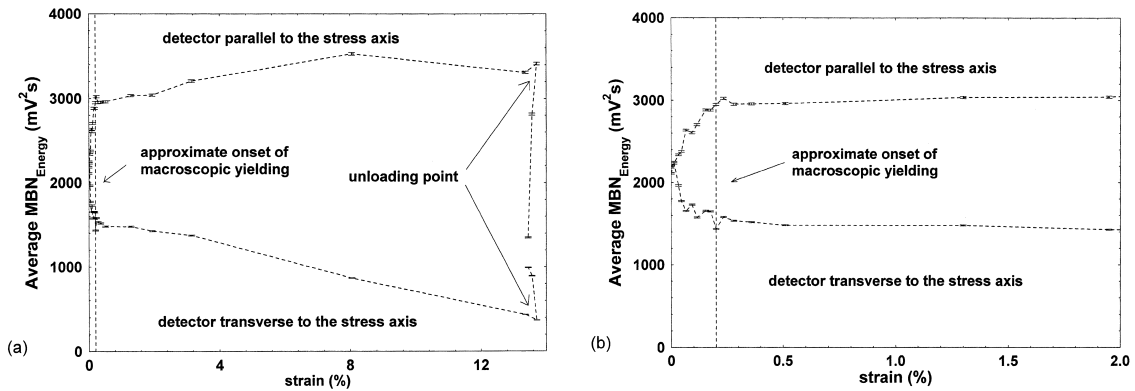 (a)
Average MBN_Energy (mV²s)
4000
3000
2000
1000
0
detector parallel to the stress axis
approximate onset of
macroscopic yielding
unloading point
detector transverse to the stress axis
0 4 8 12
strain (%)
(b)
Average MBN_Energy (mV²s)
4000
3000
2000
1000
0
detector parallel to the stress axis
approximate onset of
macroscopic yielding
detector transverse to the stress axis
0 0.5 1.0 1.5 2.0
strain (%)